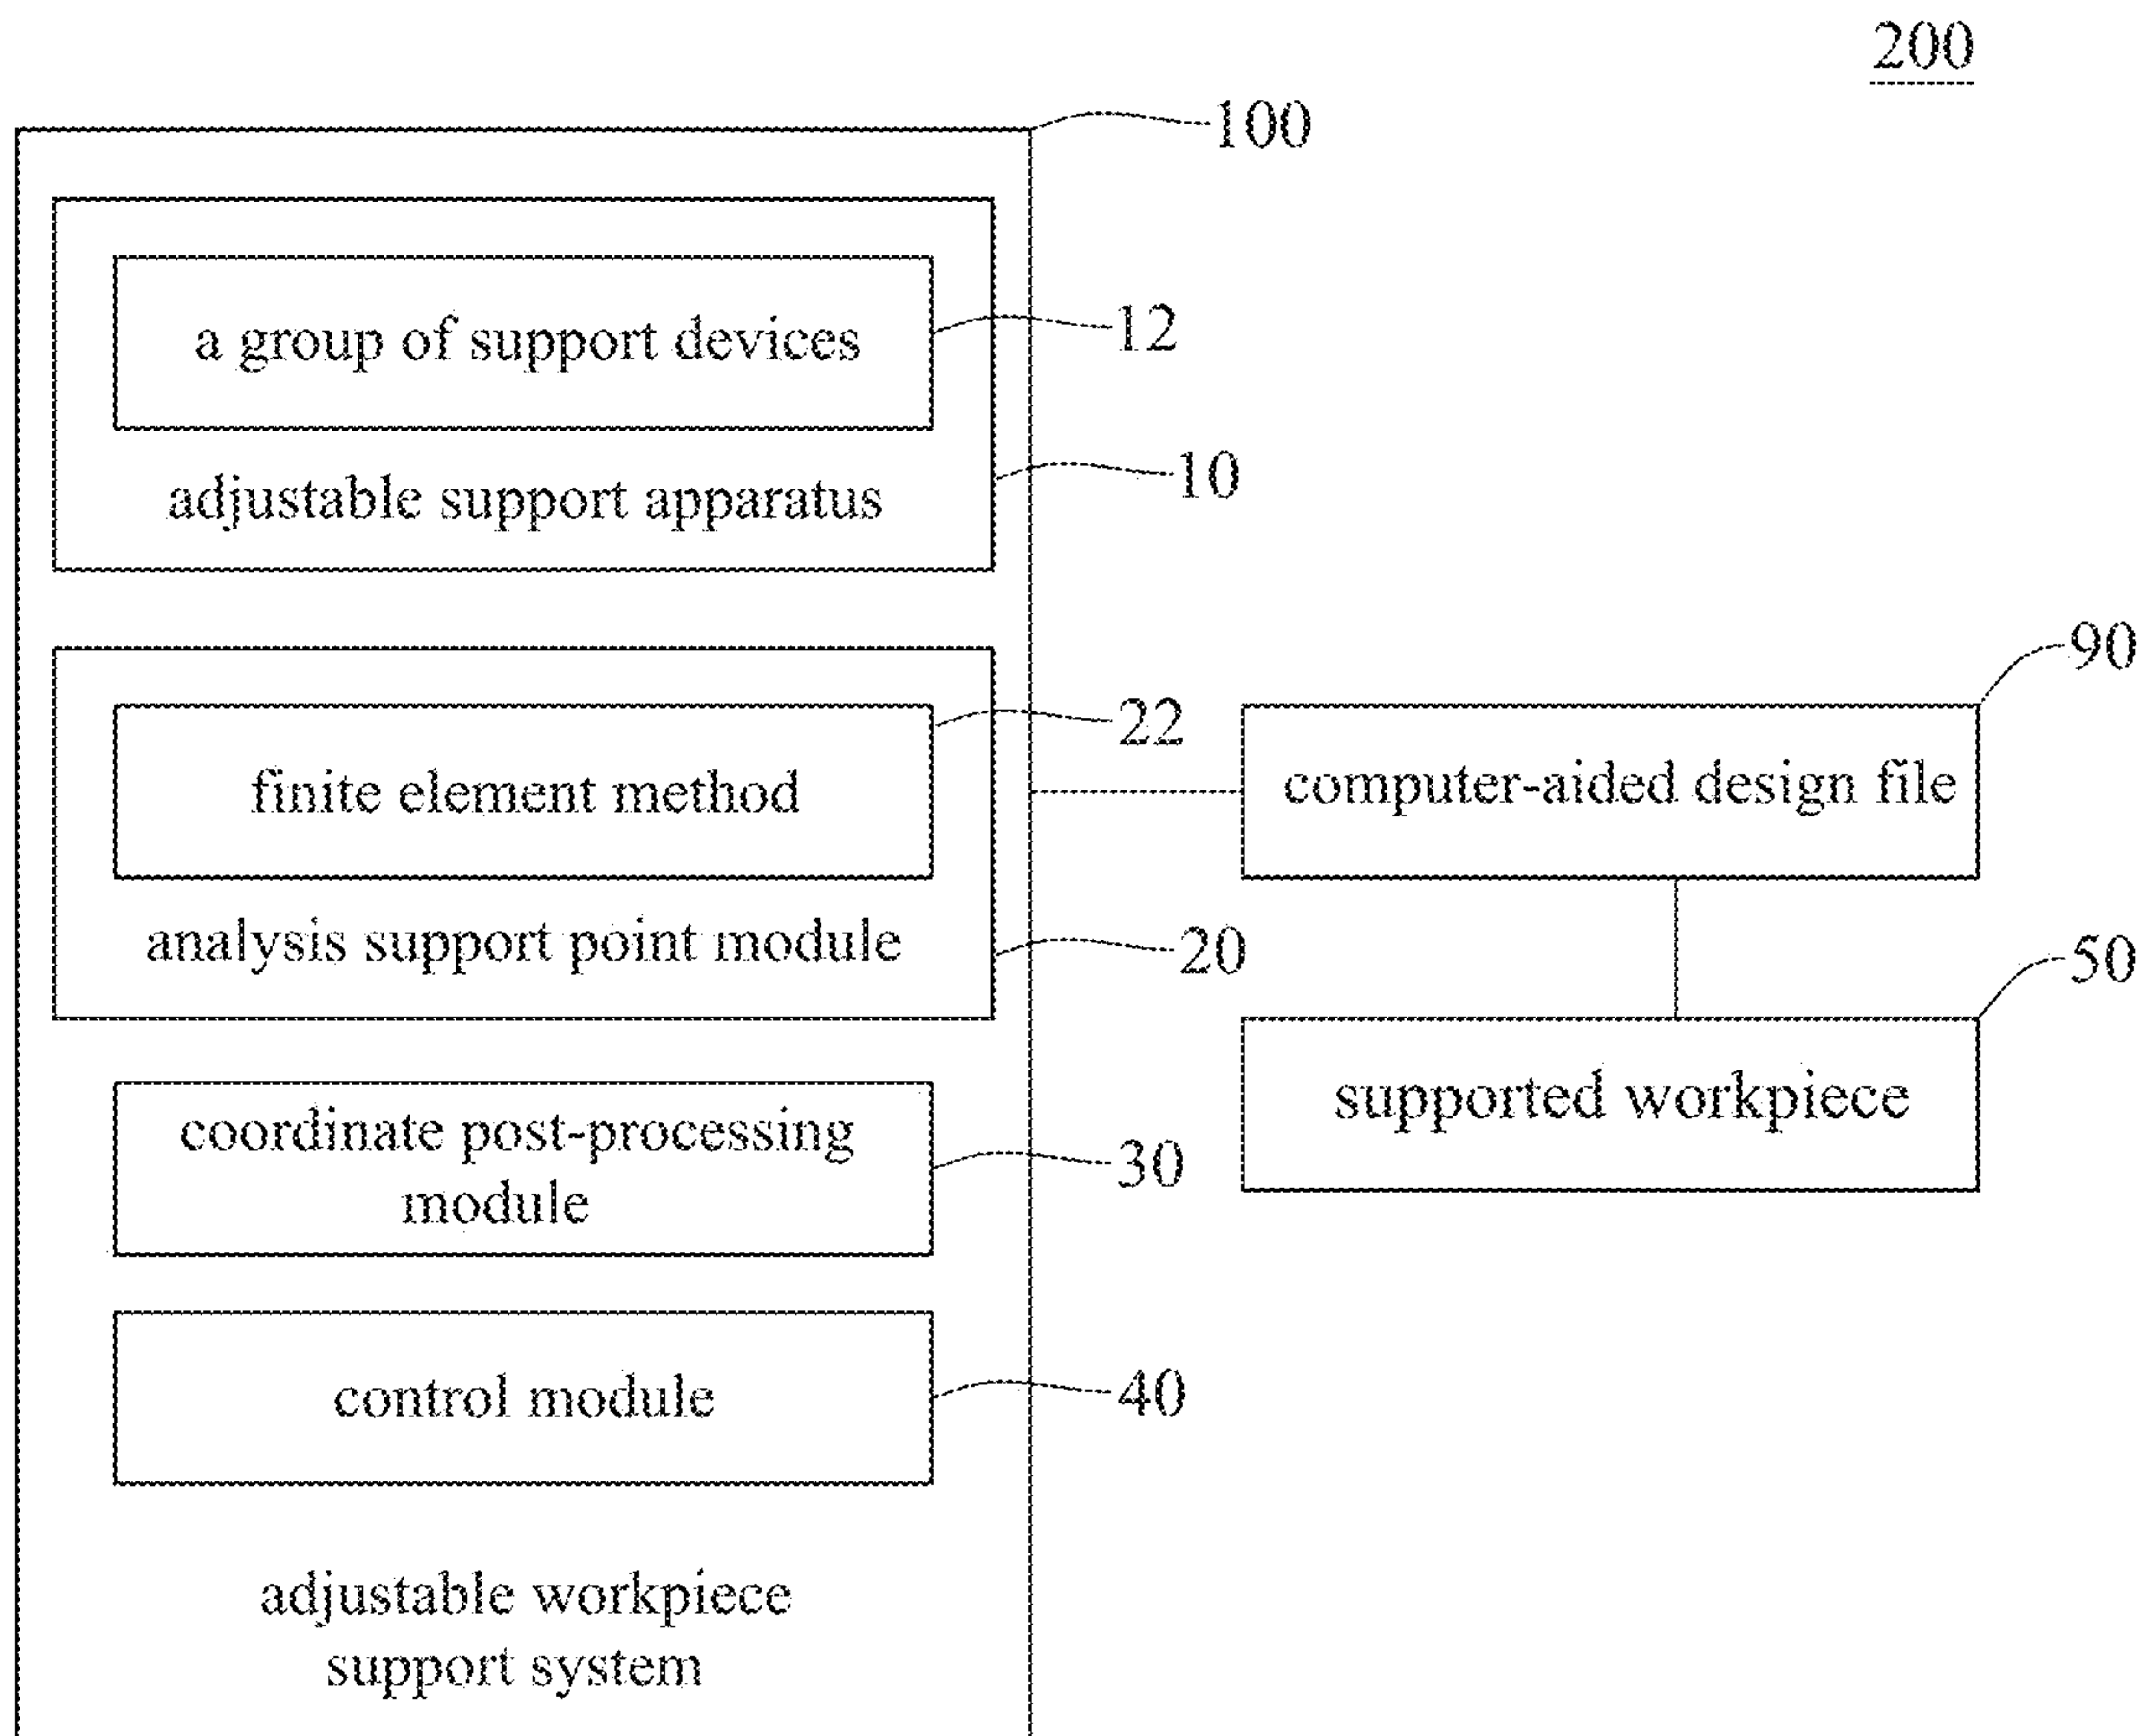 200
100
a group of support devices
12
adjustable support apparatus
10
finite element method
22
analysis support point module
20
coordinate post-processing
module
30
control module
40
adjustable workpiece
support system
90
computer-aided design file
50
supported workpiece